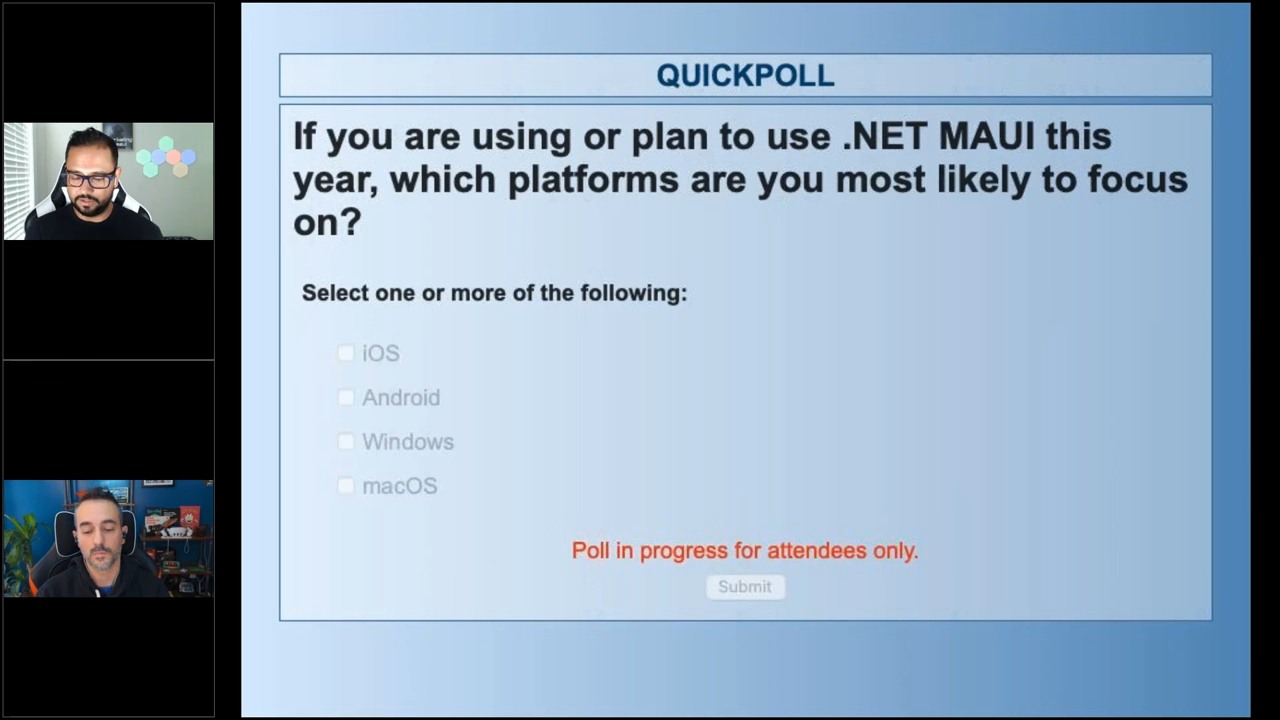 QUICKPOLL
If you are using or plan to use .NET MAUI this
year, which platforms are you most likely to focus
on?
Select one or more of the following:
iOS
Android
Windows
macOS
Poll in progress for attendees only.
Submit